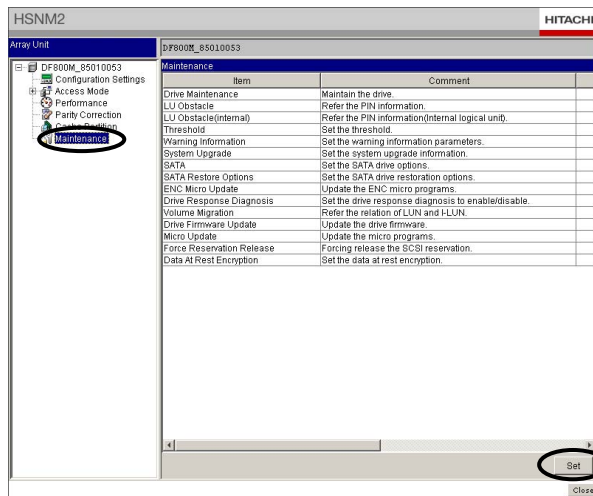 HSNM2
HITACHI
Array Unit
DF800M_85010053
DF800M_85010053
Configuration Settings
Access Mode
Performance
Parity Correction
Cache Partition
Maintenance
Maintenance
Item Comment
Drive Maintenance Maintain the drive.
LU Obstacle Refer the PIN information.
LU Obstacle(internal) Refer the PIN information(Internal logical unit).
Threshold Set the threshold.
Warning Information Set the warning information parameters.
System Upgrade Set the system upgrade information.
SATA Set the SATA drive options.
SATA Restore Options Set the SATA drive restoration options.
ENC Micro Update Update the ENC micro programs.
Drive Response Diagnosis Set the drive response diagnosis to enable/disable.
Volume Migration Refer the relation of LUN and I-LUN.
Drive Firmware Update Update the drive firmware.
Micro Update Update the micro programs.
Force Reservation Release Forcing release the SCSI reservation.
Data At Rest Encryption Set the data at rest encryption.
Set
Close